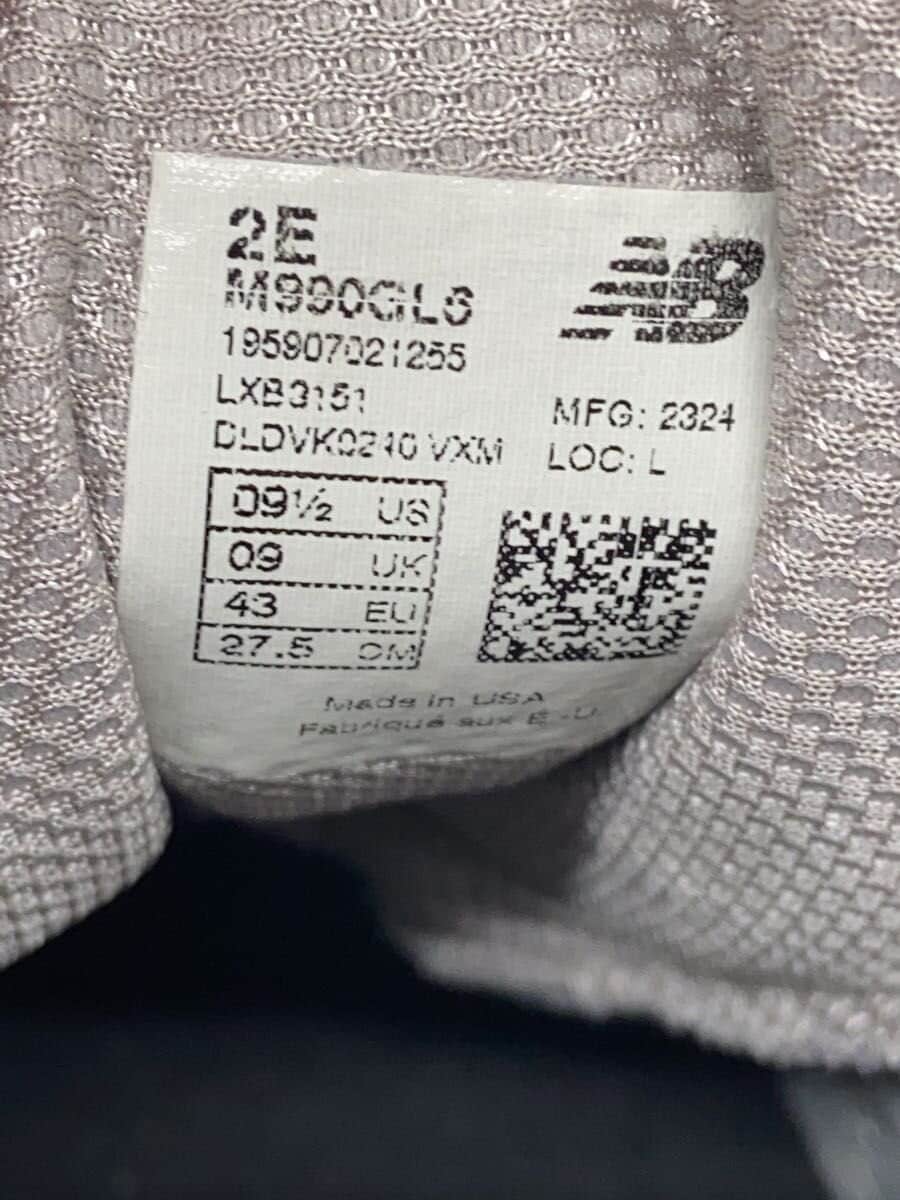 2E
M990GL6
NB
195907021255
LXB3151
MFG: 2324
DLDVK0240 VXM
LOC: L
09½ US
09 UK
43 EU
27.5 CM
Made in USA
Fabriqué aux É.-U.